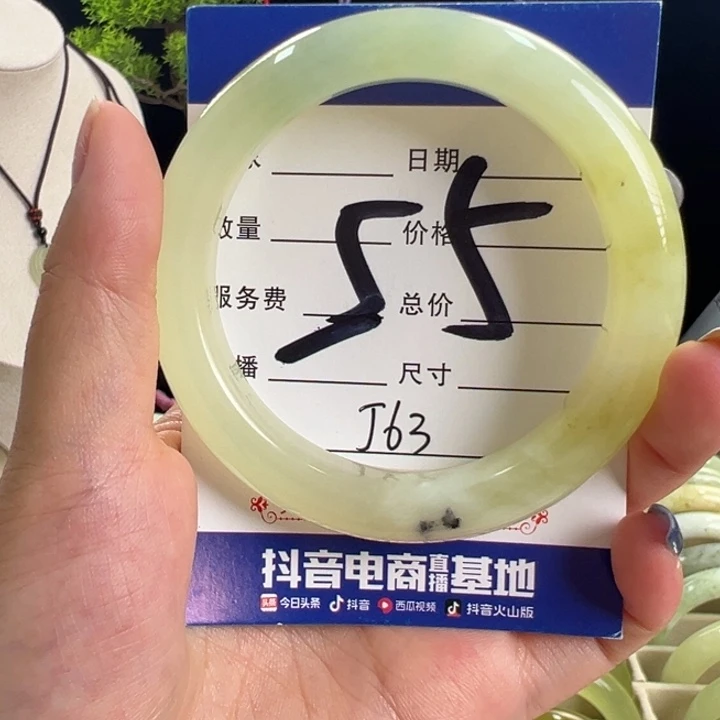 日期
数量 价格
55
服务费 总价
播 尺寸
J63
抖音电商直播基地
头条 今日头条 抖音 西瓜视频 抖音火山版